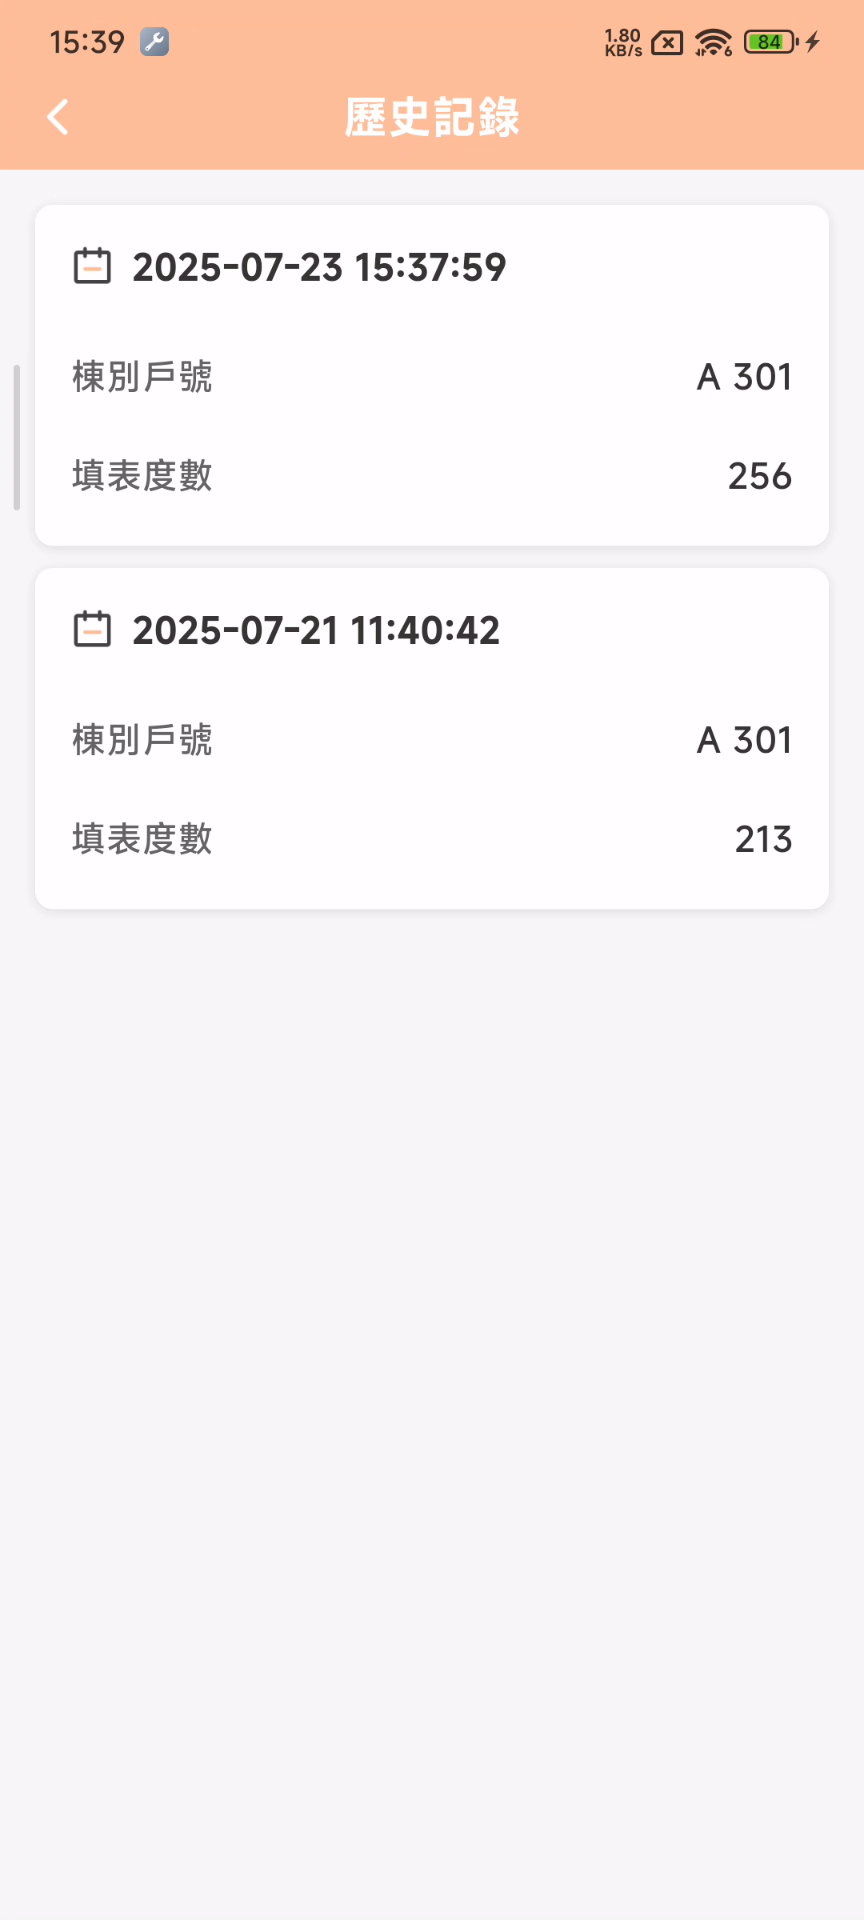 15:39
1.80
KB/s
6
84
歷史記錄
2025-07-23 15:37:59
棟別戶號 A 301
填表度數 256
2025-07-21 11:40:42
棟別戶號 A 301
填表度數 213